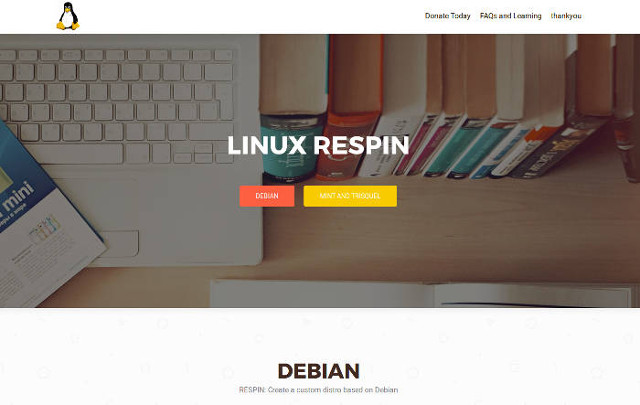 Donate Today FAQs and Learning thankyou
LINUX RESPIN
DEBIAN MINT AND TRISQUEL
mini
DEBIAN
RESPIN: Create a custom distro based on Debian